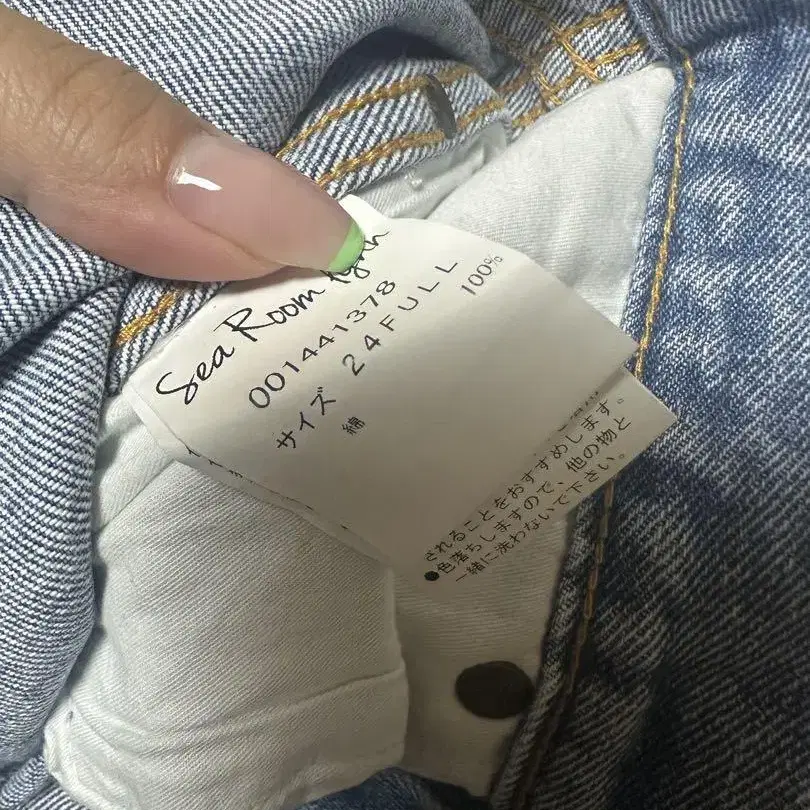 Sea Room
001441378
サイズ 24FULL
綿 100%
されることをおすすめします。
●色落ちしますので、他の物と
一緒に洗わないで下さい。